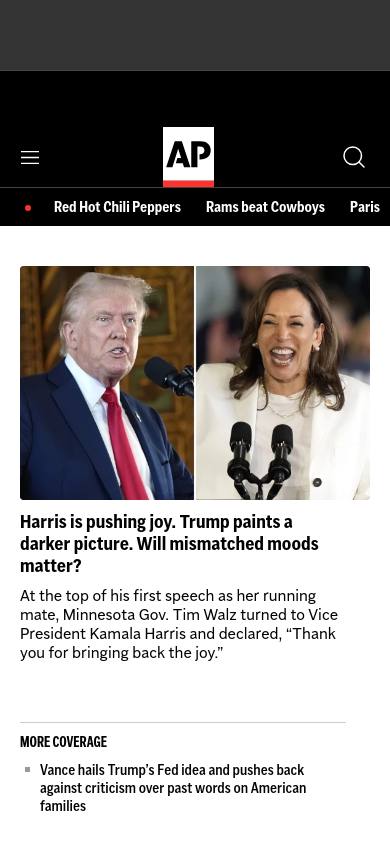 AP
Red Hot Chili Peppers Rams beat Cowboys Paris
Harris is pushing joy. Trump paints a
darker picture. Will mismatched moods
matter?
At the top of his first speech as her running
mate, Minnesota Gov. Tim Walz turned to Vice
President Kamala Harris and declared, “Thank
you for bringing back the joy.”
MORE COVERAGE
Vance hails Trump’s Fed idea and pushes back
against criticism over past words on American
families